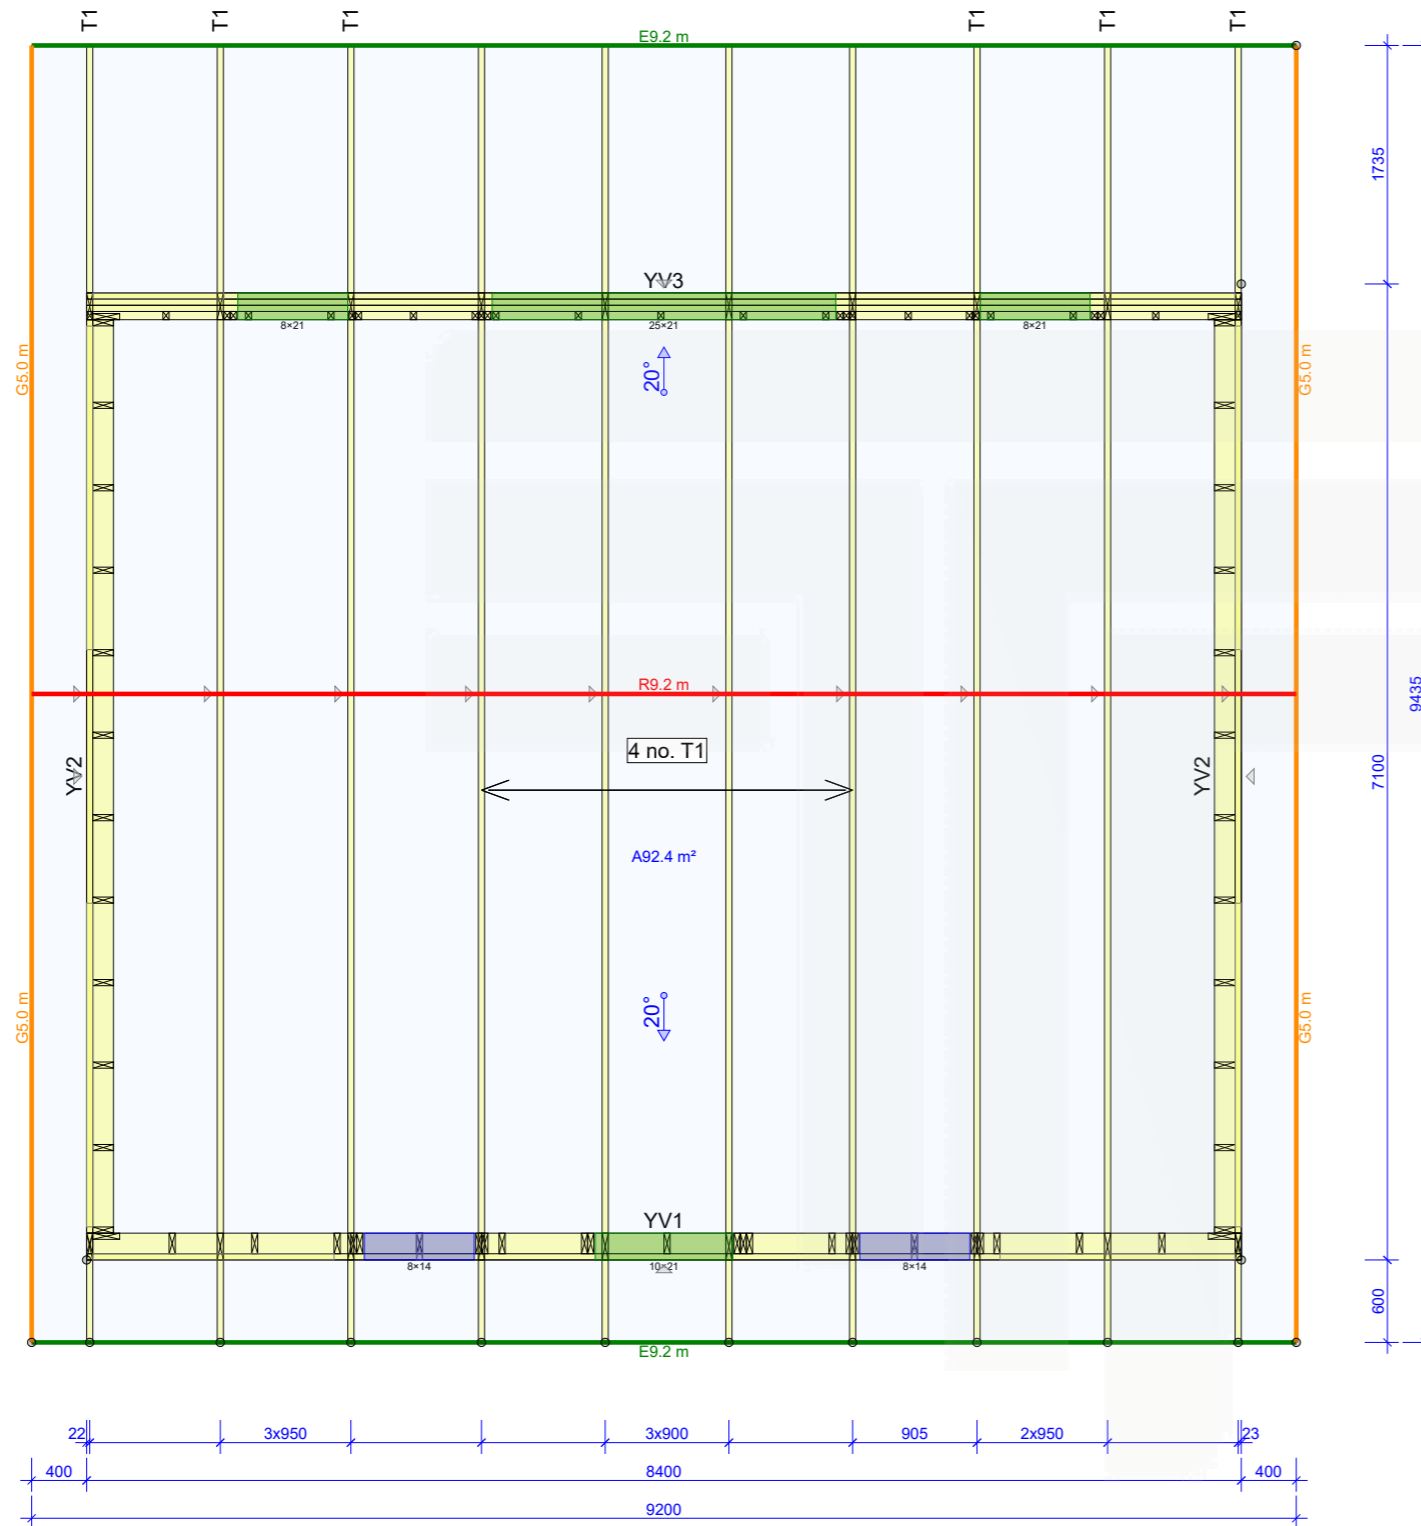 T1 T1 T1 T1 T1 T1
E9.2 m
1735
YV3
8×21 25×21 8×21
20°
G5.0 m G5.0 m
R9.2 m
9435
4 no. T1
YV2 YV2
7100
A92.4 m²
20°
G5.0 m G5.0 m
YV1
8×14 10×21 8×14
600
E9.2 m
22 3x950 3x900 905 2x950 23
400 8400 400
9200